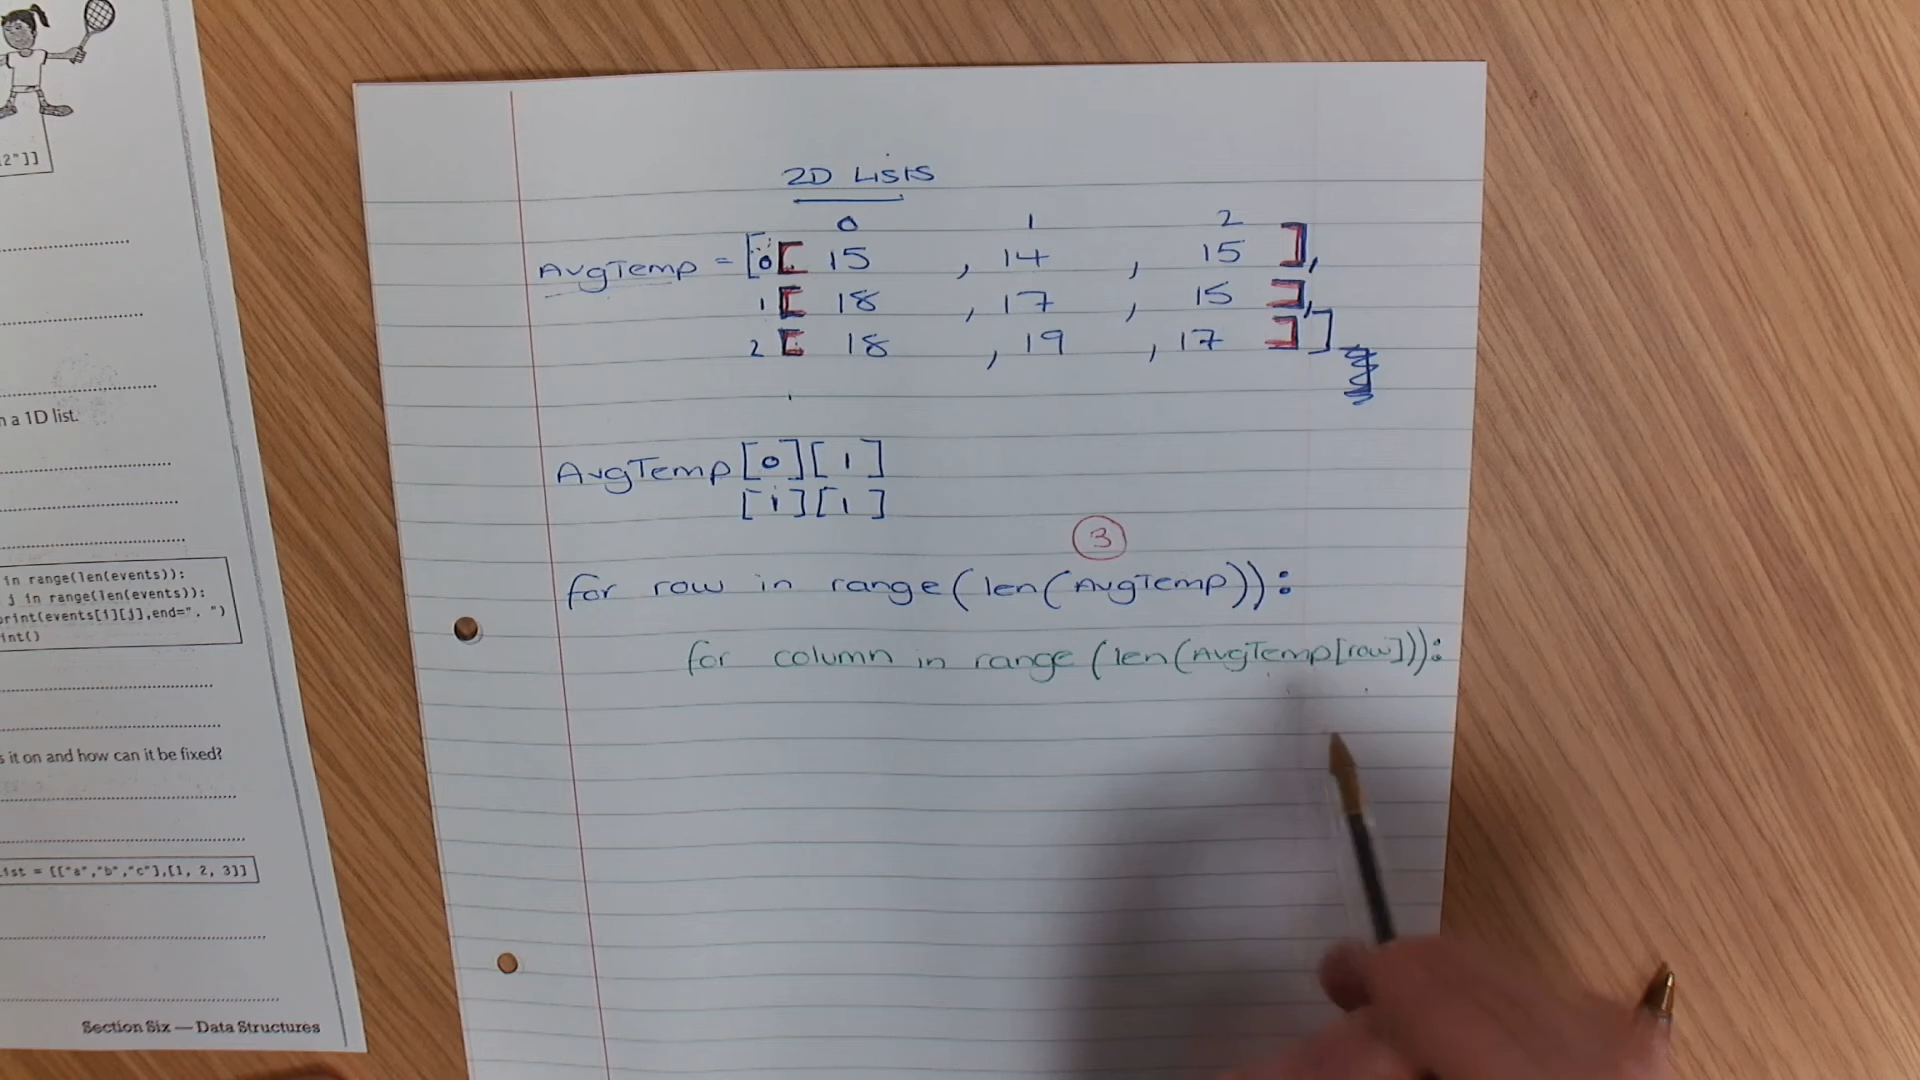 2"]]
n a 1D list.
in range(len(events)):
j in range(len(events)):
print(events[i][j],end=". ")
int()
s it on and how can it be fixed?
ist = [["a","b","c"],[1, 2, 3]]
Section Six — Data Structures
2D Lists
0 1 2
AvgTemp = [0[ 15 , 14 , 15 ],
1[ 18 , 17 , 15 ],
2[ 18 , 19 , 17 ]]
AvgTemp[0][1]
[1][1]
3
for row in range(len(AvgTemp)):
for column in range(len(AvgTemp[row])):